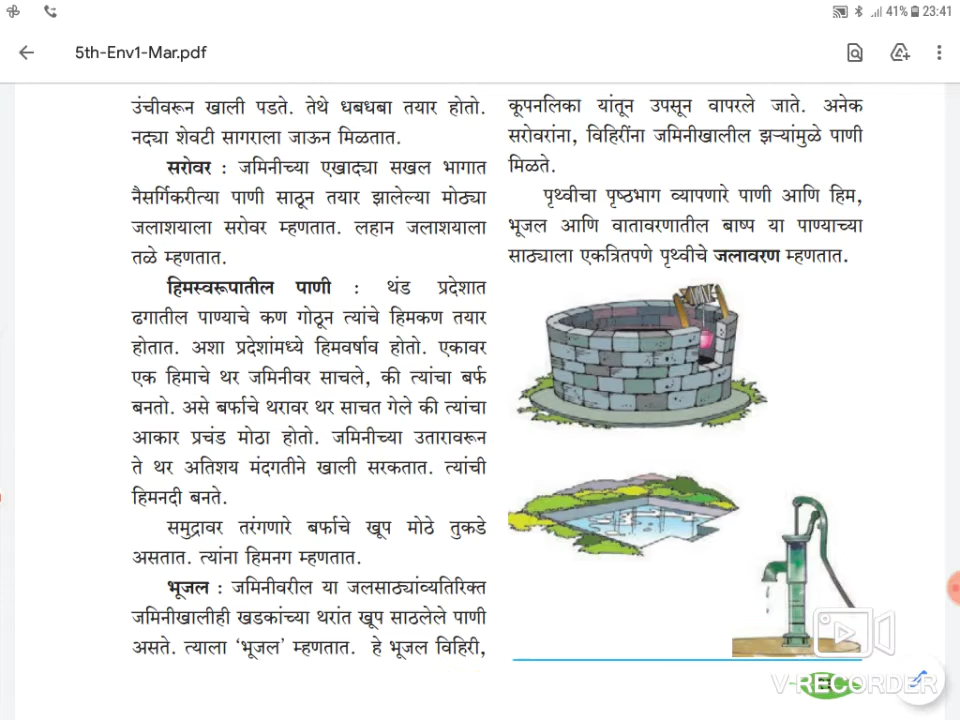 41% 23:41
5th-Env1-Mar.pdf
उंचीवरून खाली पडते. तेथे धबधबा तयार होतो.
नद्या शेवटी सागराला जाऊन मिळतात.
सरोवर : जमिनीच्या एखाद्या सखल भागात
नैसर्गिकरीत्या पाणी साठून तयार झालेल्या मोठ्या
जलाशयाला सरोवर म्हणतात. लहान जलाशयाला
तळे म्हणतात.
हिमस्वरूपातील पाणी : थंड प्रदेशात
ढगातील पाण्याचे कण गोठून त्यांचे हिमकण तयार
होतात. अशा प्रदेशांमध्ये हिमवर्षाव होतो. एकावर
एक हिमाचे थर जमिनीवर साचले, की त्यांचा बर्फ
बनतो. असे बर्फाचे थरावर थर साचत गेले की त्यांचा
आकार प्रचंड मोठा होतो. जमिनीच्या उतारावरून
ते थर अतिशय मंदगतीने खाली सरकतात. त्यांची
हिमनदी बनते.
समुद्रावर तरंगणारे बर्फाचे खूप मोठे तुकडे
असतात. त्यांना हिमनग म्हणतात.
भूजल : जमिनीवरील या जलसाठ्यांव्यतिरिक्त
जमिनीखालीही खडकांच्या थरांत खूप साठलेले पाणी
असते. त्याला ‘भूजल’ म्हणतात. हे भूजल विहिरी,
कूपनलिका यांतून उपसून वापरले जाते. अनेक
सरोवरांना, विहिरींना जमिनीखालील झऱ्यांमुळे पाणी
मिळते.
पृथ्वीचा पृष्ठभाग व्यापणारे पाणी आणि हिम,
भूजल आणि वातावरणातील बाष्प या पाण्याच्या
साठ्याला एकत्रितपणे पृथ्वीचे जलावरण म्हणतात.
V-RECORDER